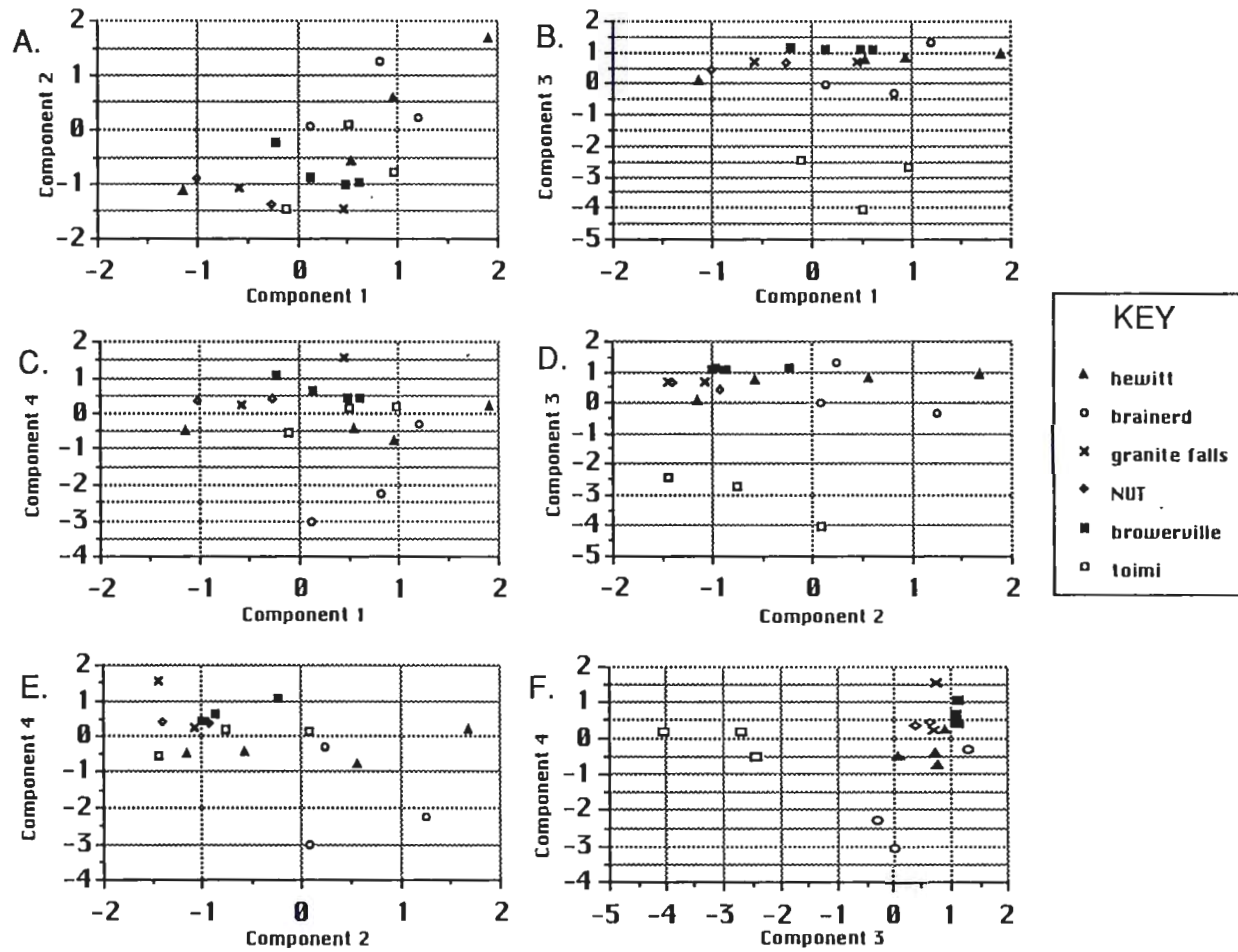 A.
2
1
0
-1
-2
Component 2
-2 -1 0 1 2
Component 1
B.
2
1
0
-1
-2
-3
-4
-5
Component 3
-2 -1 0 1 2
Component 1
C.
2
1
0
-1
-2
-3
-4
Component 4
-2 -1 0 1 2
Component 1
D.
2
1
0
-1
-2
-3
-4
-5
Component 3
-2 -1 0 1 2
Component 2
KEY
hewitt
brainerd
granite falls
NUT
browerville
toimi
E.
2
1
0
-1
-2
-3
-4
Component 4
-2 -1 0 1 2
Component 2
F.
2
1
0
-1
-2
-3
-4
Component 4
-5 -4 -3 -2 -1 0 1 2
Component 3